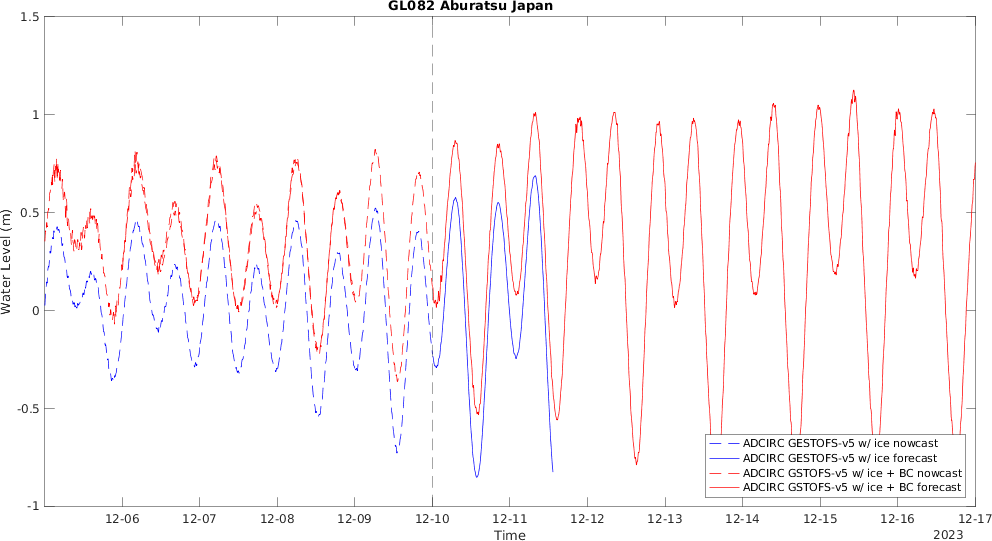 GL082 Aburatsu Japan
1.5
1
0.5
0
-0.5
-1
Water Level (m)
12-06
12-07
12-08
12-09
12-10
12-11
12-12
12-13
12-14
12-15
12-16
12-17
Time
2023
ADCIRC GESTOFS-v5 w/ ice nowcast
ADCIRC GESTOFS-v5 w/ ice forecast
ADCIRC GSTOFS-v5 w/ ice + BC nowcast
ADCIRC GSTOFS-v5 w/ ice + BC forecast